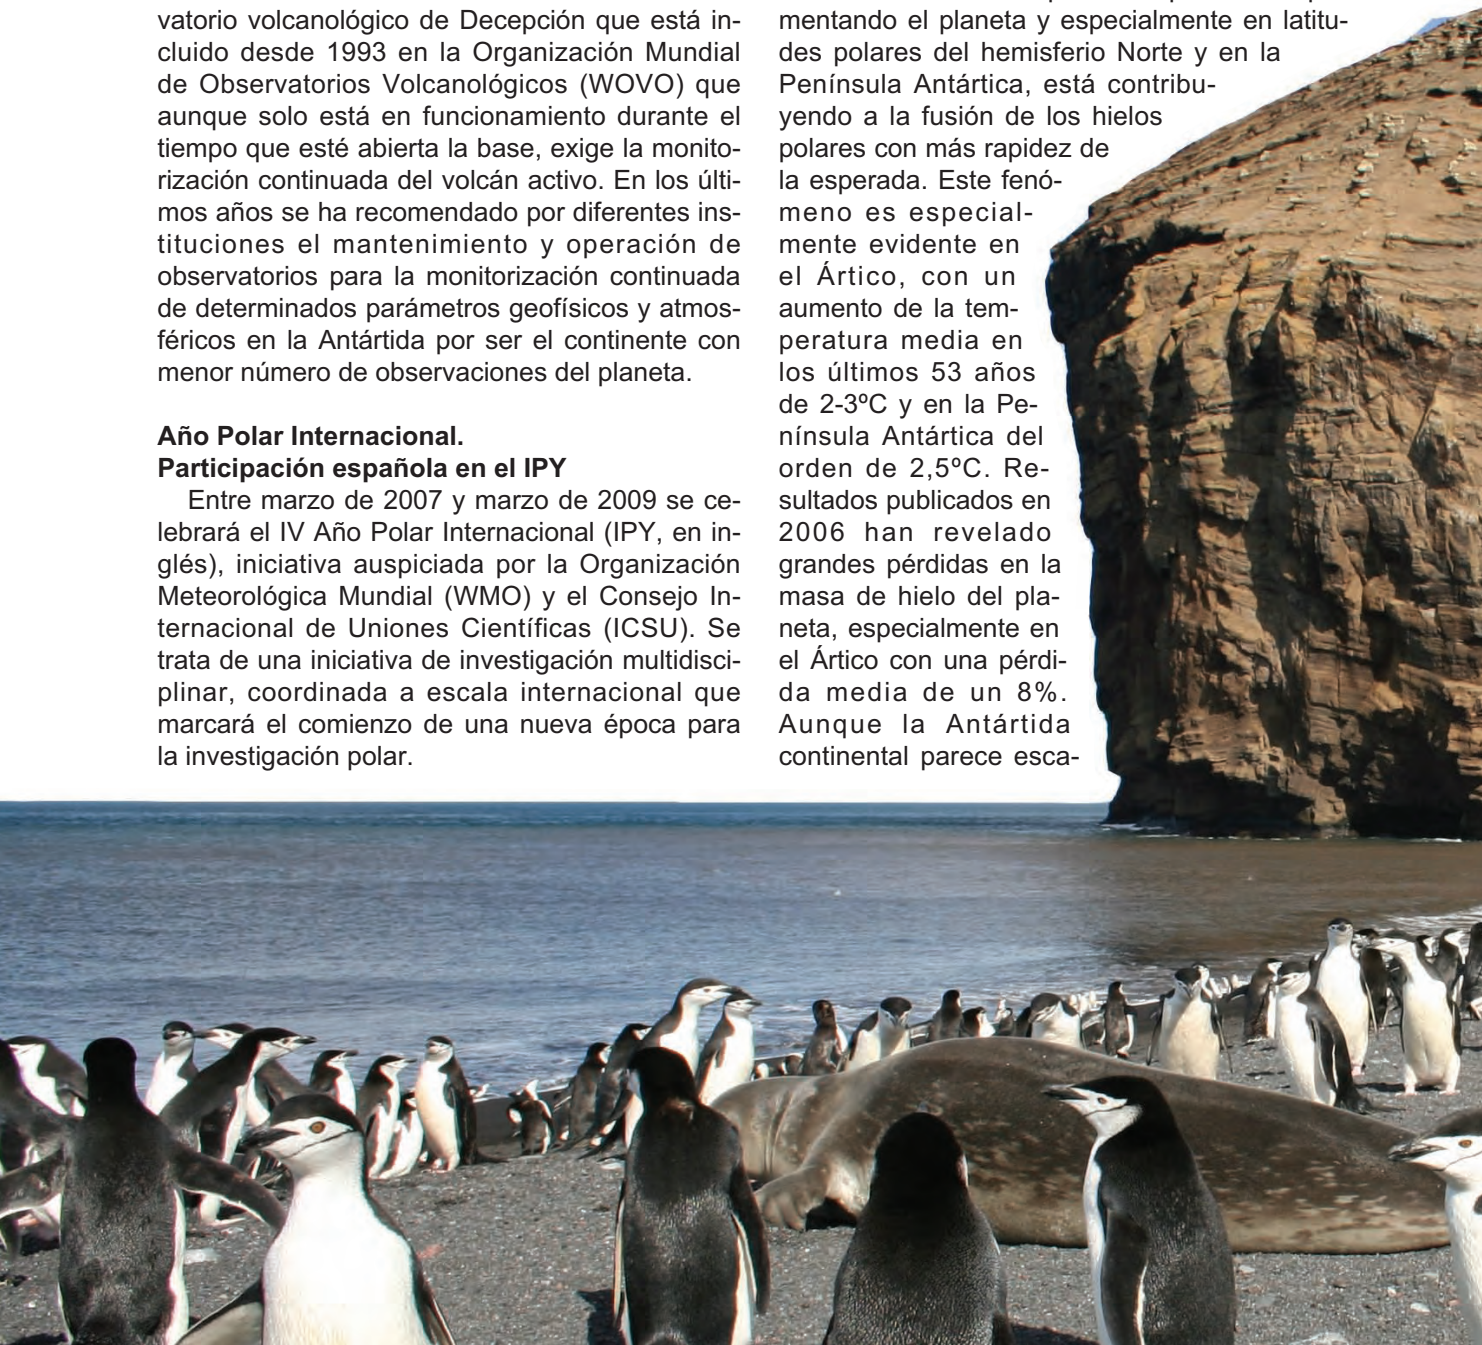 vatorio volcanológico de Decepción que está in-
cluido desde 1993 en la Organización Mundial
de Observatorios Volcanológicos (WOVO) que
aunque solo está en funcionamiento durante el
tiempo que esté abierta la base, exige la monito-
rización continuada del volcán activo. En los últi-
mos años se ha recomendado por diferentes ins-
tituciones el mantenimiento y operación de
observatorios para la monitorización continuada
de determinados parámetros geofísicos y atmos-
féricos en la Antártida por ser el continente con
menor número de observaciones del planeta.
Año Polar Internacional.
Participación española en el IPY
Entre marzo de 2007 y marzo de 2009 se ce-
lebrará el IV Año Polar Internacional (IPY, en in-
glés), iniciativa auspiciada por la Organización
Meteorológica Mundial (WMO) y el Consejo In-
ternacional de Uniones Científicas (ICSU). Se
trata de una iniciativa de investigación multidisci-
plinar, coordinada a escala internacional que
marcará el comienzo de una nueva época para
la investigación polar.
mentando el planeta y especialmente en latitu-
des polares del hemisferio Norte y en la
Península Antártica, está contribu-
yendo a la fusión de los hielos
polares con más rapidez de
la esperada. Este fenó-
meno es especial-
mente evidente en
el Ártico, con un
aumento de la tem-
peratura media en
los últimos 53 años
de 2-3ºC y en la Pe-
nínsula Antártica del
orden de 2,5ºC. Re-
sultados publicados en
2006 han revelado
grandes pérdidas en la
masa de hielo del pla-
neta, especialmente en
el Ártico con una pérdi-
da media de un 8%.
Aunque la Antártida
continental parece esca-